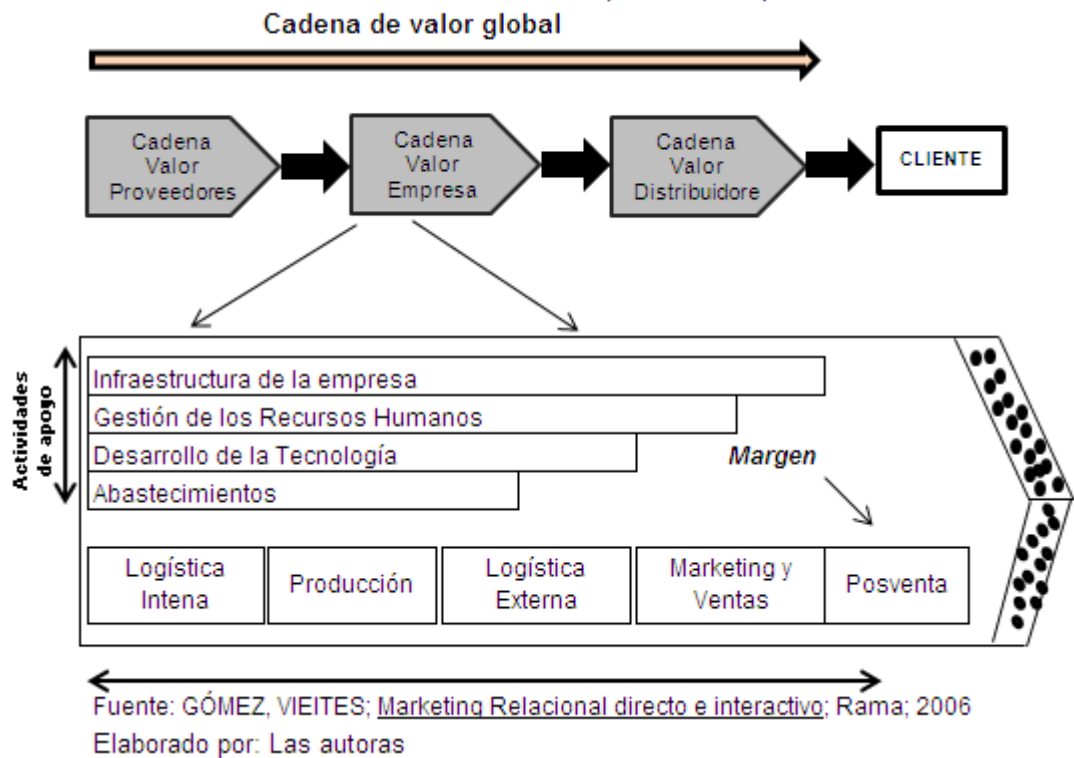 Cadena de valor global
Cadena
Valor
Proveedores
Cadena
Valor
Empresa
Cadena
Valor
Distribuidore
CLIENTE
Actividades
de apoyo
Infraestructura de la empresa
Gestión de los Recursos Humanos
Desarrollo de la Tecnología
Abastecimientos
Margen
Logística
Intena
Producción
Logística
Externa
Marketing y
Ventas
Posventa
Fuente: GÓMEZ, VIEITES; Marketing Relacional directo e interactivo; Rama; 2006
Elaborado por: Las autoras